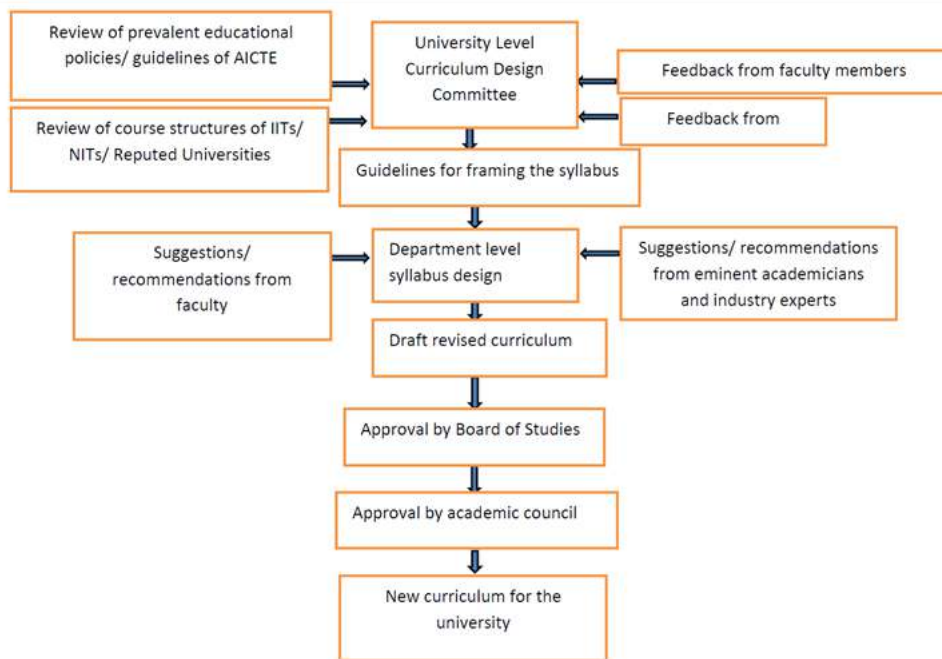 Review of prevalent educational
policies/ guidelines of AICTE
University Level
Curriculum Design
Committee
Feedback from faculty members
Review of course structures of IITs/
NITs/ Reputed Universities
Feedback from
Guidelines for framing the syllabus
Suggestions/
recommendations from
faculty
Department level
syllabus design
Suggestions/ recommendations
from eminent academicians
and industry experts
Draft revised curriculum
Approval by Board of Studies
Approval by academic council
New curriculum for the
university